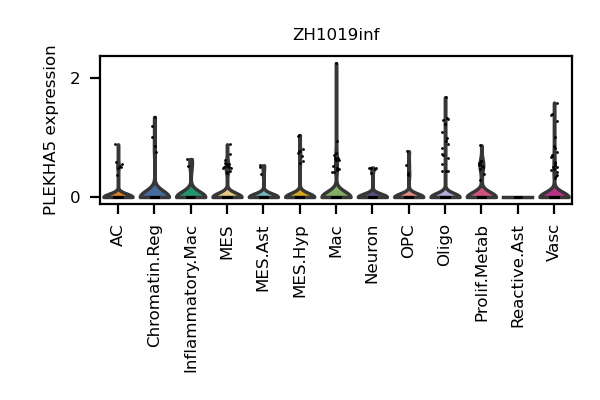 ZH1019inf
PLEKHA5 expression
2
0
AC
Chromatin.Reg
Inflammatory.Mac
MES
MES.Ast
MES.Hyp
Mac
Neuron
OPC
Oligo
Prolif.Metab
Reactive.Ast
Vasc